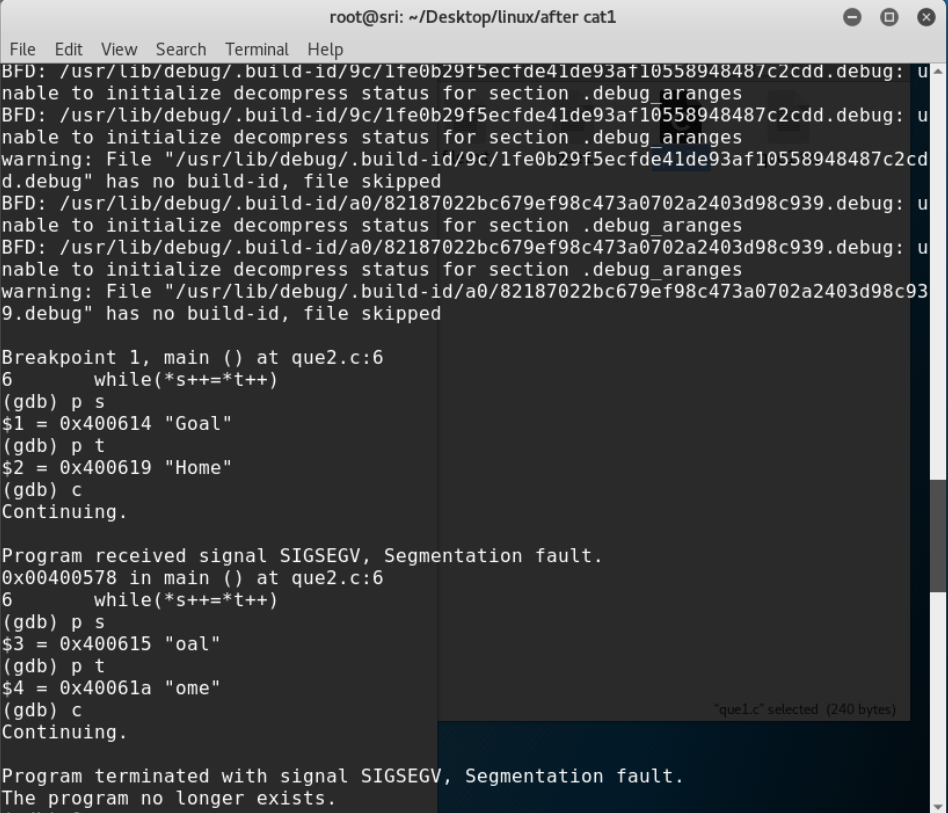 root@sri: ~/Desktop/linux/after cat1
File Edit View Search Terminal Help
BFD: /usr/lib/debug/.build-id/9c/1fe0b29f5ecfde41de93af10558948487c2cdd.debug: u
nable to initialize decompress status for section .debug_aranges
BFD: /usr/lib/debug/.build-id/9c/1fe0b29f5ecfde41de93af10558948487c2cdd.debug: u
nable to initialize decompress status for section .debug_aranges
warning: File "/usr/lib/debug/.build-id/9c/1fe0b29f5ecfde41de93af10558948487c2cd
d.debug" has no build-id, file skipped
BFD: /usr/lib/debug/.build-id/a0/82187022bc679ef98c473a0702a2403d98c939.debug: u
nable to initialize decompress status for section .debug_aranges
BFD: /usr/lib/debug/.build-id/a0/82187022bc679ef98c473a0702a2403d98c939.debug: u
nable to initialize decompress status for section .debug_aranges
warning: File "/usr/lib/debug/.build-id/a0/82187022bc679ef98c473a0702a2403d98c93
9.debug" has no build-id, file skipped
Breakpoint 1, main () at que2.c:6
6 while(*s++=*t++)
(gdb) p s
$1 = 0x400614 "Goal"
(gdb) p t
$2 = 0x400619 "Home"
(gdb) c
Continuing.
Program received signal SIGSEGV, Segmentation fault.
0x00400578 in main () at que2.c:6
6 while(*s++=*t++)
(gdb) p s
$3 = 0x400615 "oal"
(gdb) p t
$4 = 0x40061a "ome"
(gdb) c
"que1.c" selected (240 bytes)
Continuing.
Program terminated with signal SIGSEGV, Segmentation fault.
The program no longer exists.